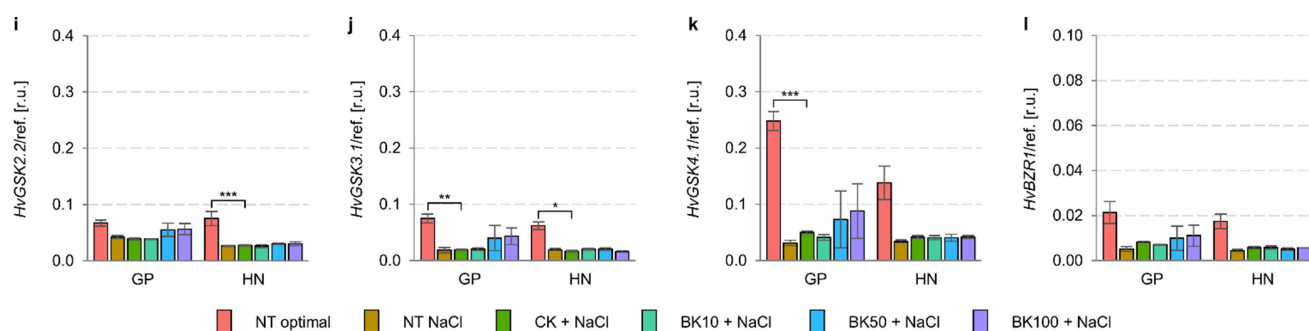 i
HvGSK2.2/ref. [r.u.]
0.4
0.3
0.2
0.1
0.0
***
GP
HN
j
HvGSK3.1/ref. [r.u.]
0.4
0.3
0.2
0.1
0.0
**
*
GP
HN
k
HvGSK4.1/ref. [r.u.]
0.4
0.3
0.2
0.1
0.0
***
GP
HN
l
HvBZR1/ref. [r.u.]
0.10
0.08
0.06
0.04
0.02
0.00
GP
HN
NT optimal
NT NaCl
CK + NaCl
BK10 + NaCl
BK50 + NaCl
BK100 + NaCl